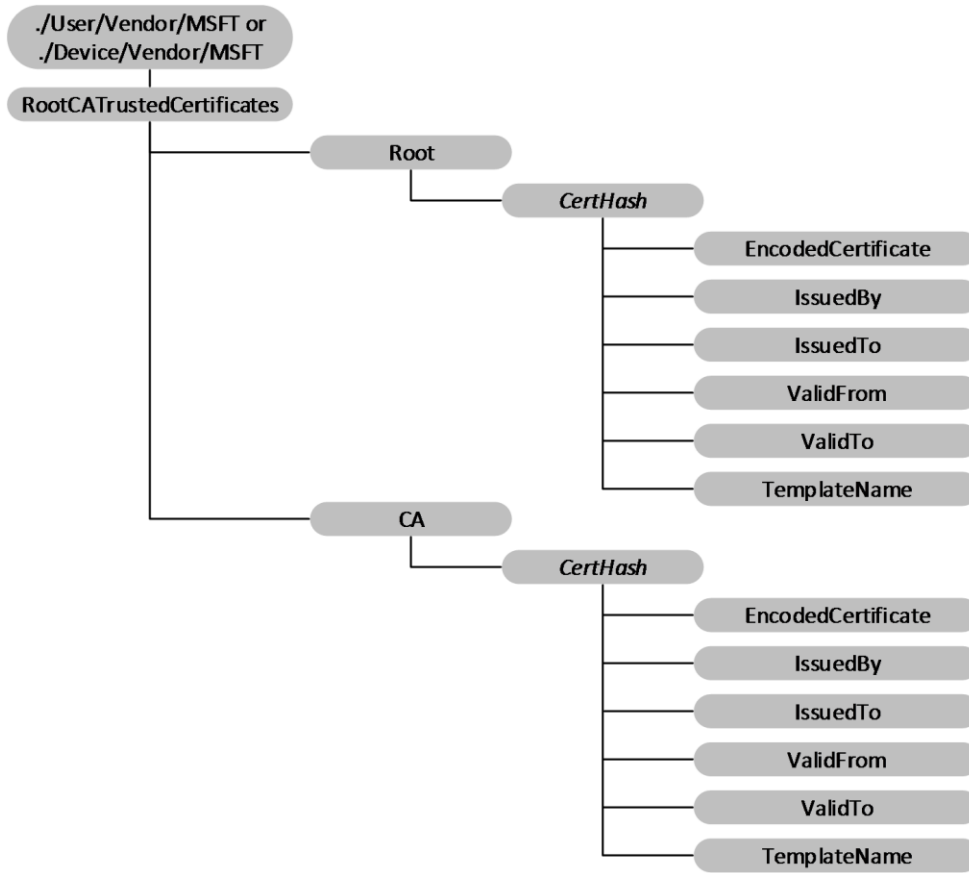 ./User/Vendor/MSFT or
./Device/Vendor/MSFT
RootCATrustedCertificates
Root
CertHash
EncodedCertificate
IssuedBy
IssuedTo
ValidFrom
ValidTo
TemplateName
CA
CertHash
EncodedCertificate
IssuedBy
IssuedTo
ValidFrom
ValidTo
TemplateName